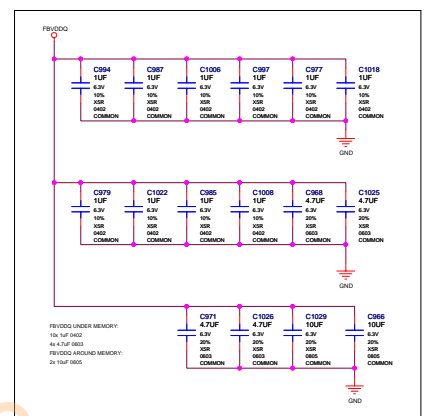 FBVDDQ
C994
1UF
6.3V
10%
X5R
0402
COMMON
C987
1UF
6.3V
10%
X5R
0402
COMMON
C1006
1UF
6.3V
10%
X5R
0402
COMMON
C997
1UF
6.3V
10%
X5R
0402
COMMON
C977
1UF
6.3V
10%
X5R
0402
COMMON
C1018
1UF
6.3V
10%
X5R
0402
COMMON
GND
C979
1UF
6.3V
10%
X5R
0402
COMMON
C1022
1UF
6.3V
10%
X5R
0402
COMMON
C985
1UF
6.3V
10%
X5R
0402
COMMON
C1008
1UF
6.3V
10%
X5R
0402
COMMON
C968
4.7UF
6.3V
20%
X5R
0603
COMMON
C1025
4.7UF
6.3V
20%
X5R
0603
COMMON
GND
C971
4.7UF
6.3V
20%
X5R
0603
COMMON
C1026
4.7UF
6.3V
20%
X5R
0603
COMMON
C1029
10UF
6.3V
20%
X5R
0805
COMMON
C966
10UF
6.3V
20%
X5R
0805
COMMON
GND
FBVDDQ UNDER MEMORY:
10x 1uF 0402
4x 4.7uF 0603
FBVDDQ AROUND MEMORY:
2x 10uF 0805